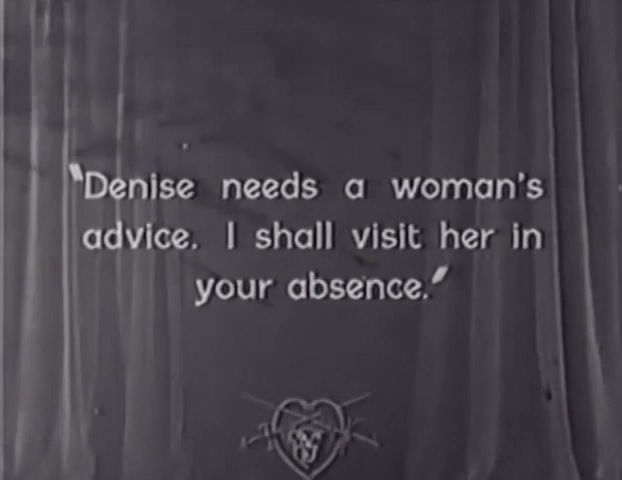 "Denise needs a woman's
advice. I shall visit her in
your absence."